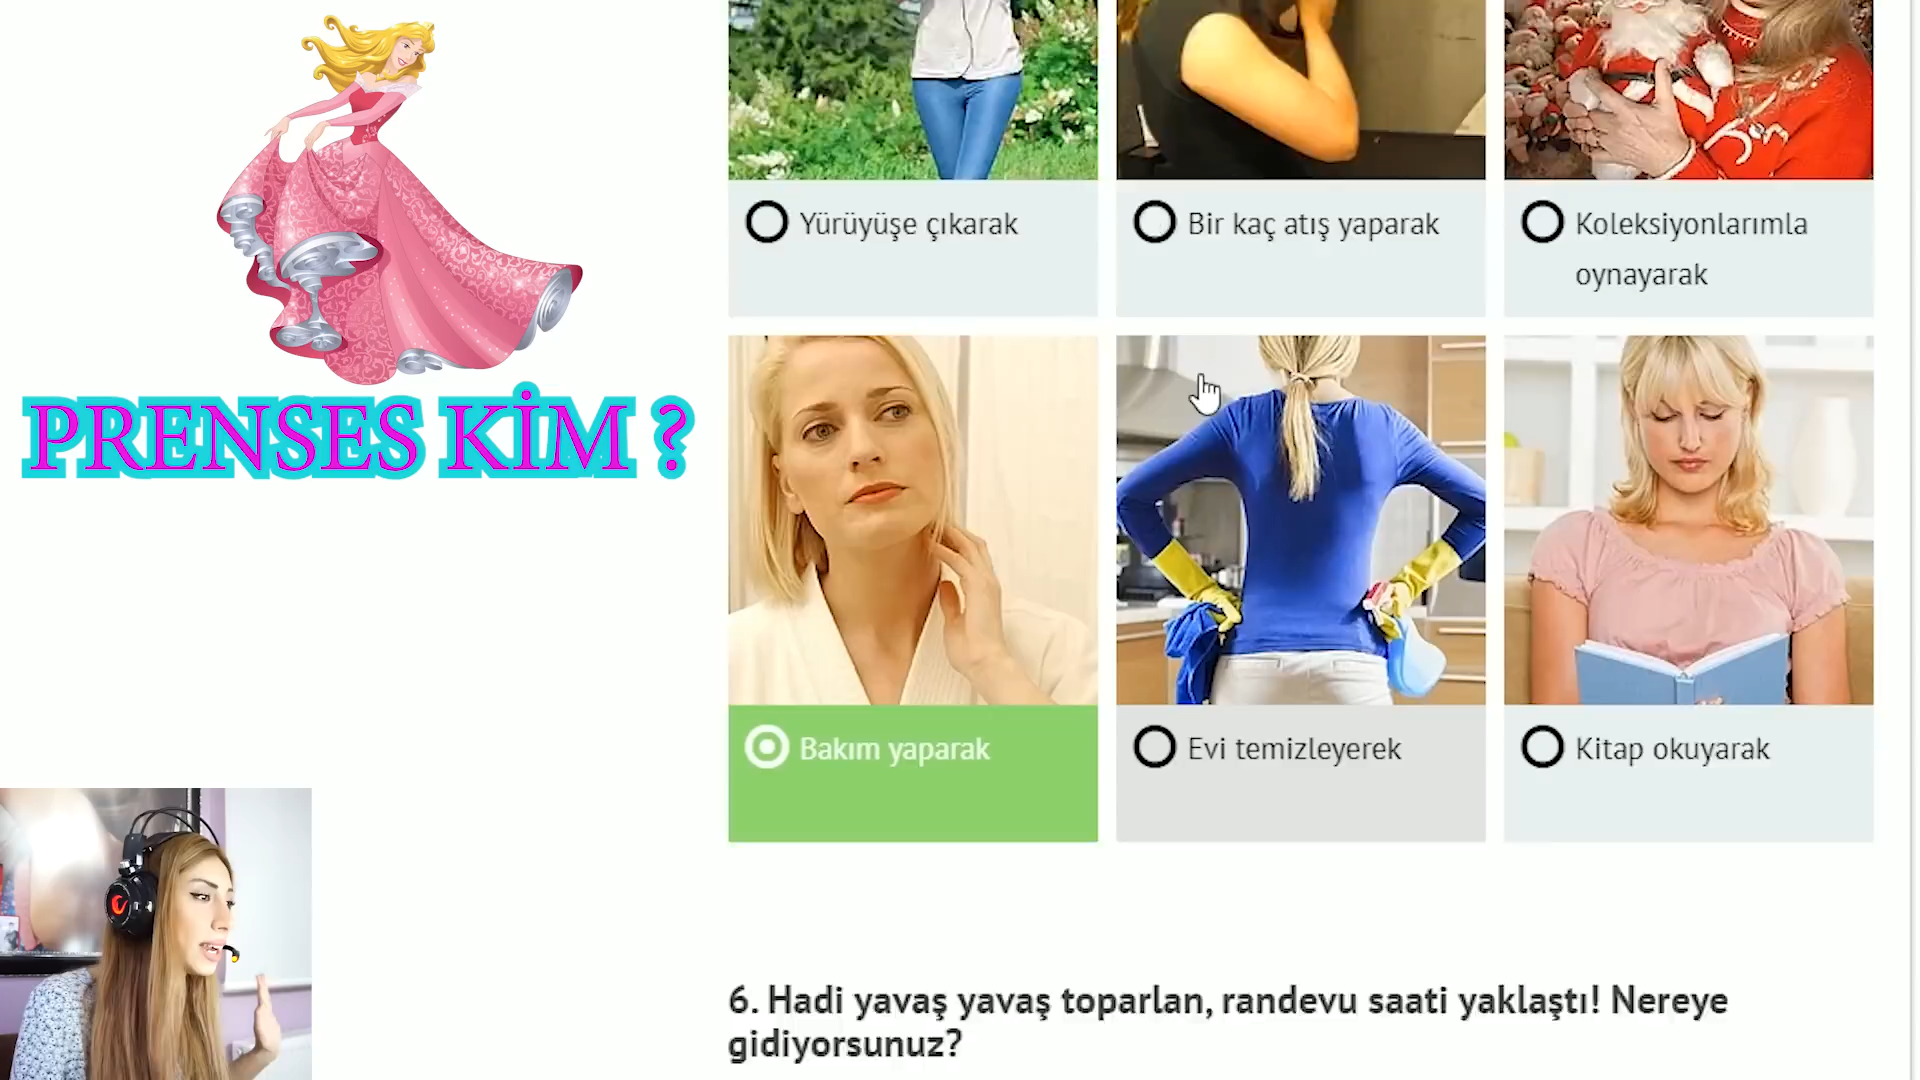 PRENSES KİM ?
Yürüyüşe çıkarak
Bir kaç atış yaparak
Koleksiyonlarımla
oynayarak
Bakım yaparak
Evi temizleyerek
Kitap okuyarak
6. Hadi yavaş yavaş toparlan, randevu saati yaklaştı! Nereye
gidiyorsunuz?